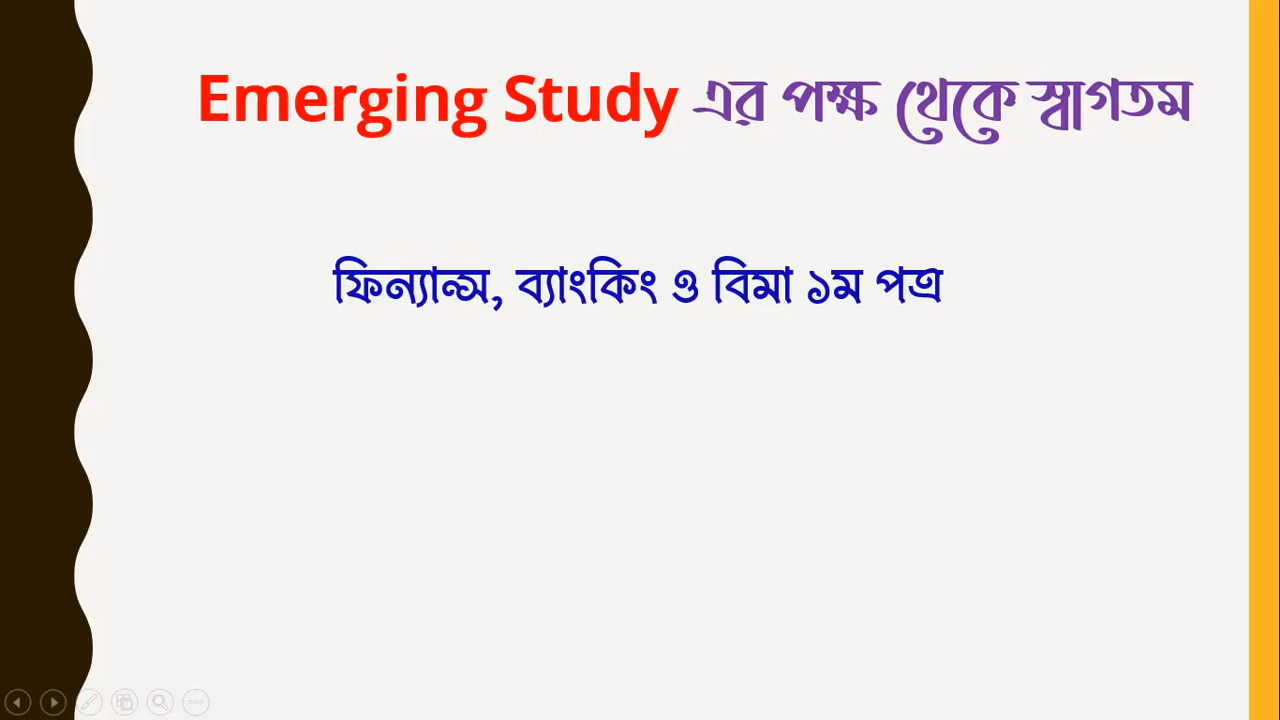 Emerging Study এর পক্ষ থেকে স্বাগতম
ফিন্যান্স, ব্যাংকিং ও বিমা ১ম পত্র